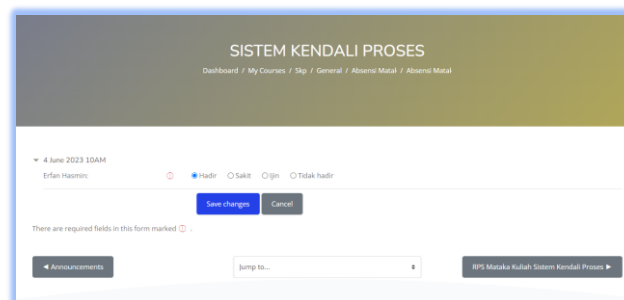 SISTEM KENDALI PROSES
Dashboard / My Courses / Skp / General / Absensi Matal / Absensi Matal
4 June 2023 10AM
Erfan Hasmin: Hadir Sakit Ijin Tidak hadir
Save changes Cancel
There are required fields in this form marked .
◄ Announcements Jump to... RPS Mataka Kuliah Sistem Kendali Proses ►